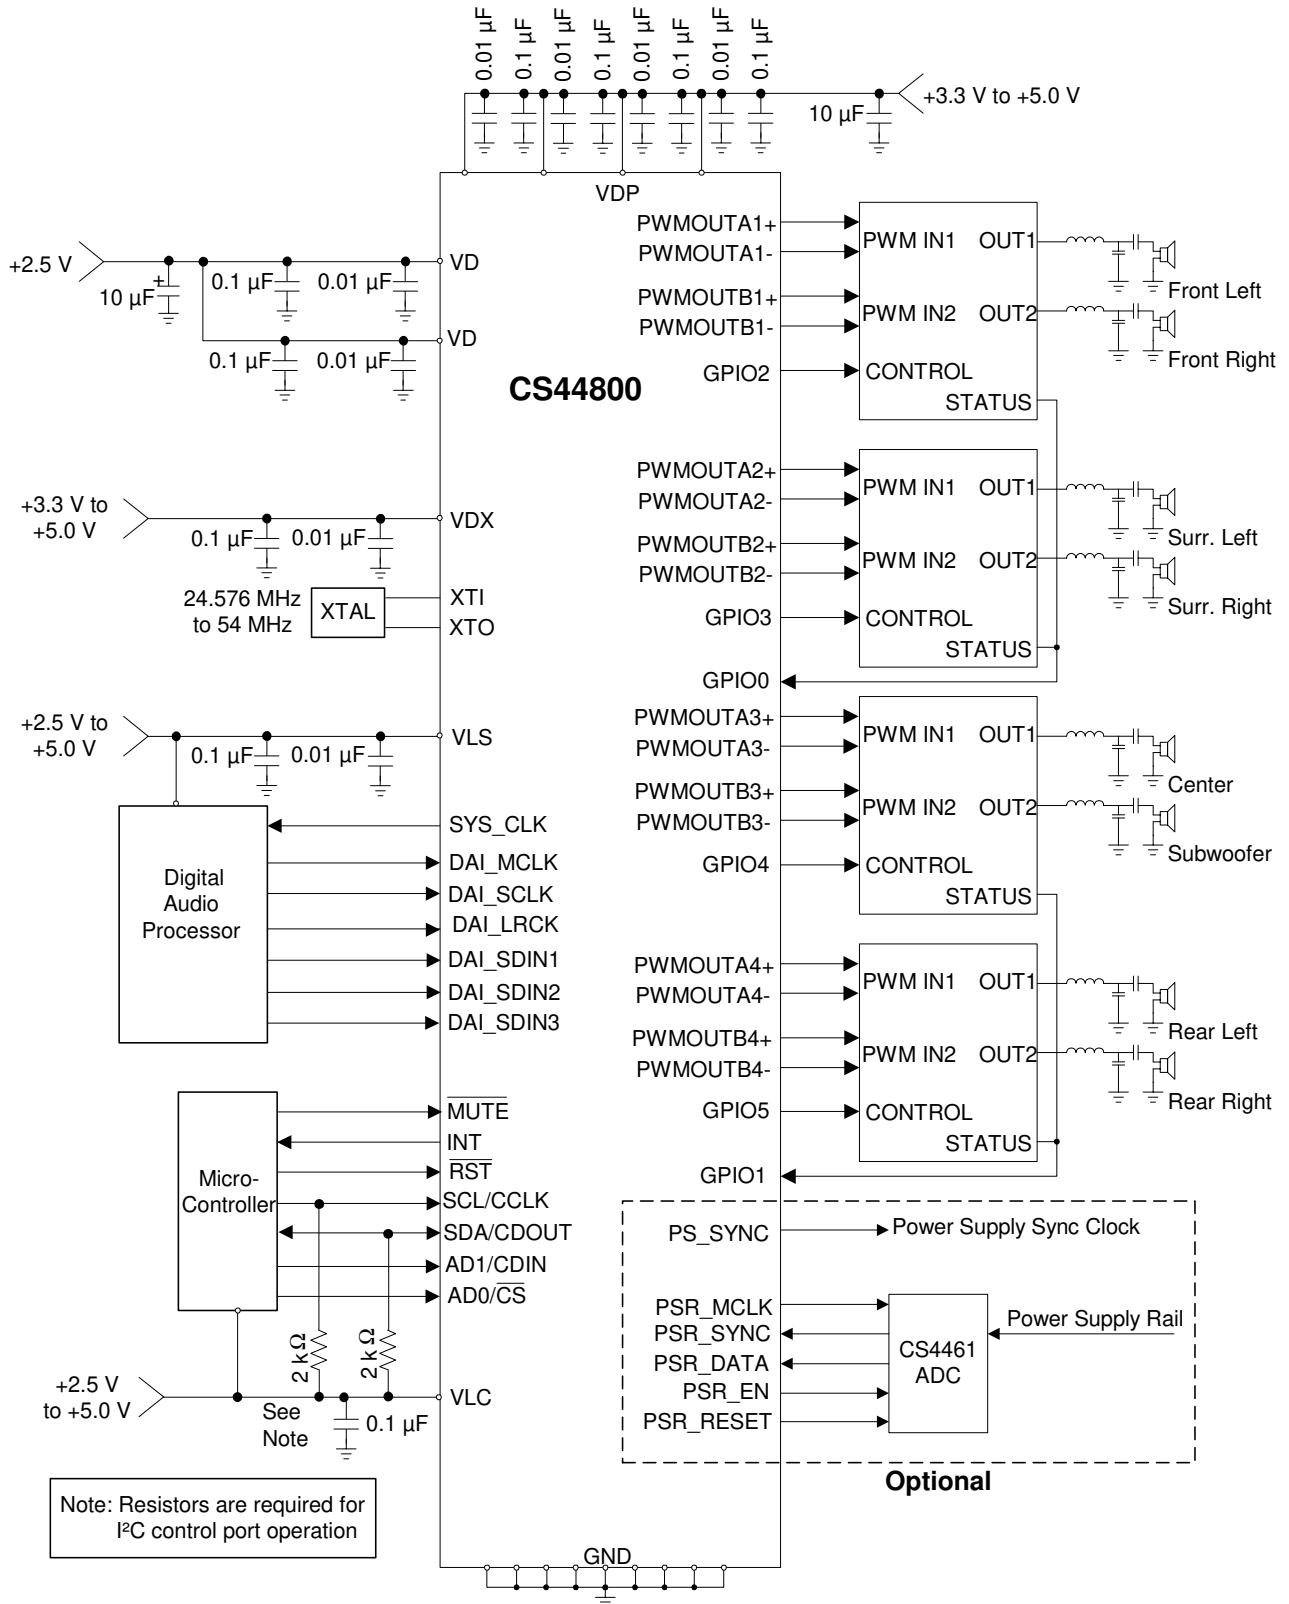 0.01 µF
0.1 µF
0.01 µF
0.1 µF
0.01 µF
0.1 µF
0.01 µF
0.1 µF
10 µF
+3.3 V to +5.0 V
VDP
CS44800
+2.5 V
10 µF
+
0.1 µF
0.01 µF
VD
0.1 µF
0.01 µF
VD
+3.3 V to
+5.0 V
0.1 µF
0.01 µF
VDX
24.576 MHz
to 54 MHz
XTAL
XTI
XTO
+2.5 V to
+5.0 V
0.1 µF
0.01 µF
VLS
Digital
Audio
Processor
SYS_CLK
DAI_MCLK
DAI_SCLK
DAI_LRCK
DAI_SDIN1
DAI_SDIN2
DAI_SDIN3
Micro-
Controller
MUTE
INT
RST
SCL/CCLK
SDA/CDOUT
AD1/CDIN
AD0/CS
2 kΩ
2 kΩ
+2.5 V
to +5.0 V
See
Note
0.1 µF
VLC
Note: Resistors are required for
I²C control port operation
GND
PWMOUTA1+
PWMOUTA1-
PWMOUTB1+
PWMOUTB1-
GPIO2
PWM IN1
OUT1
PWM IN2
OUT2
CONTROL
STATUS
Front Left
Front Right
PWMOUTA2+
PWMOUTA2-
PWMOUTB2+
PWMOUTB2-
GPIO3
GPIO0
PWM IN1
OUT1
PWM IN2
OUT2
CONTROL
STATUS
Surr. Left
Surr. Right
PWMOUTA3+
PWMOUTA3-
PWMOUTB3+
PWMOUTB3-
GPIO4
PWM IN1
OUT1
PWM IN2
OUT2
CONTROL
STATUS
Center
Subwoofer
PWMOUTA4+
PWMOUTA4-
PWMOUTB4+
PWMOUTB4-
GPIO5
GPIO1
PWM IN1
OUT1
PWM IN2
OUT2
CONTROL
STATUS
Rear Left
Rear Right
PS_SYNC
Power Supply Sync Clock
PSR_MCLK
PSR_SYNC
PSR_DATA
PSR_EN
PSR_RESET
CS4461
ADC
Power Supply Rail
Optional